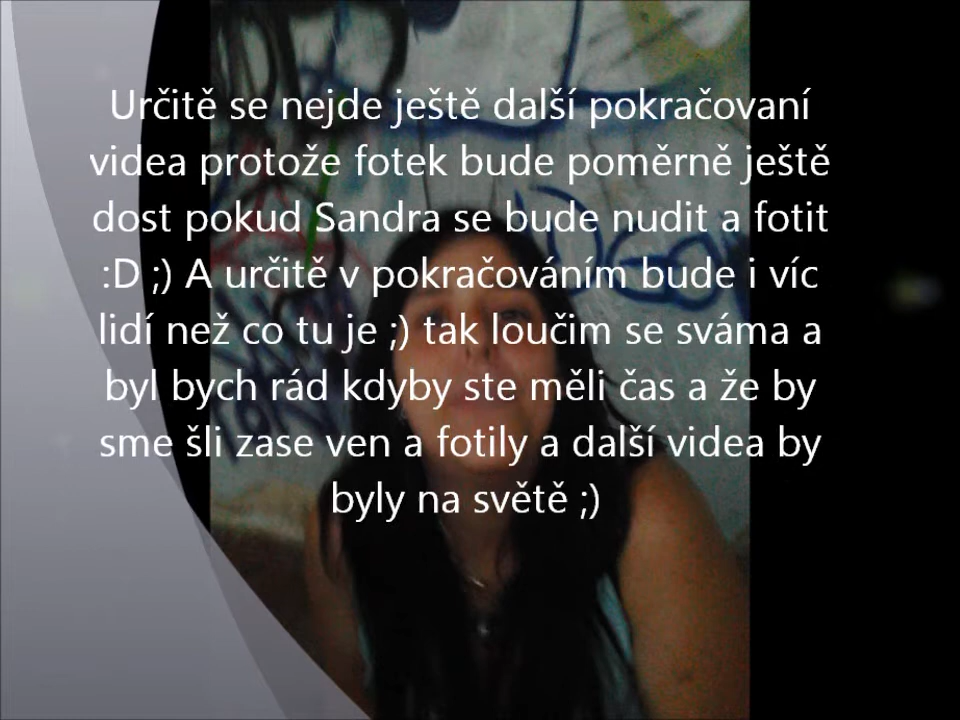 Určitě se nejde ještě další pokračovaní
videa protože fotek bude poměrně ještě
dost pokud Sandra se bude nudit a fotit
:D ;) A určitě v pokračováním bude i víc
lidí než co tu je ;) tak loučim se sváma a
byl bych rád kdyby ste měli čas a že by
sme šli zase ven a fotily a další videa by
byly na světě ;)